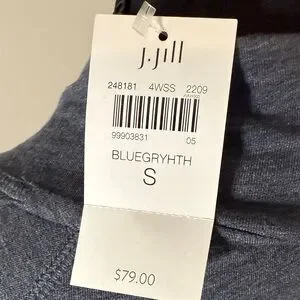 J.Jill
248181 4WSS 2209
99903831 05
BLUEGRYHTH
S
$79.00